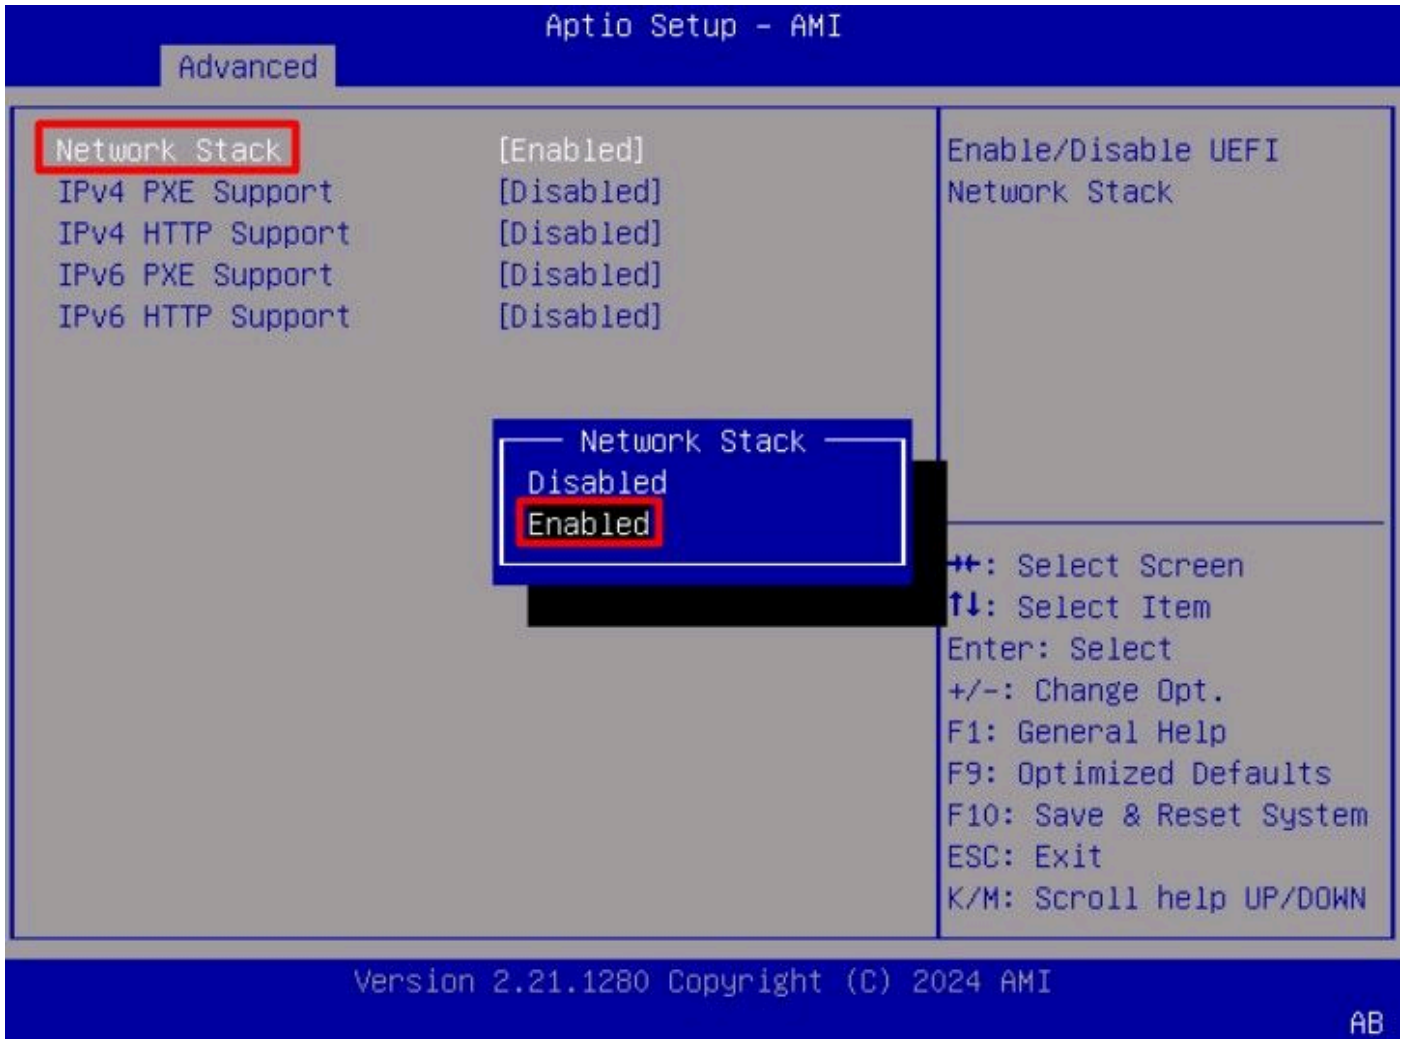 Aptio Setup – AMI
Advanced
Network Stack [Enabled]
IPv4 PXE Support [Disabled]
IPv4 HTTP Support [Disabled]
IPv6 PXE Support [Disabled]
IPv6 HTTP Support [Disabled]
Enable/Disable UEFI
Network Stack
Network Stack
Disabled
Enabled
→←: Select Screen
↑↓: Select Item
Enter: Select
+/-: Change Opt.
F1: General Help
F9: Optimized Defaults
F10: Save & Reset System
ESC: Exit
K/M: Scroll help UP/DOWN
Version 2.21.1280 Copyright (C) 2024 AMI
AB